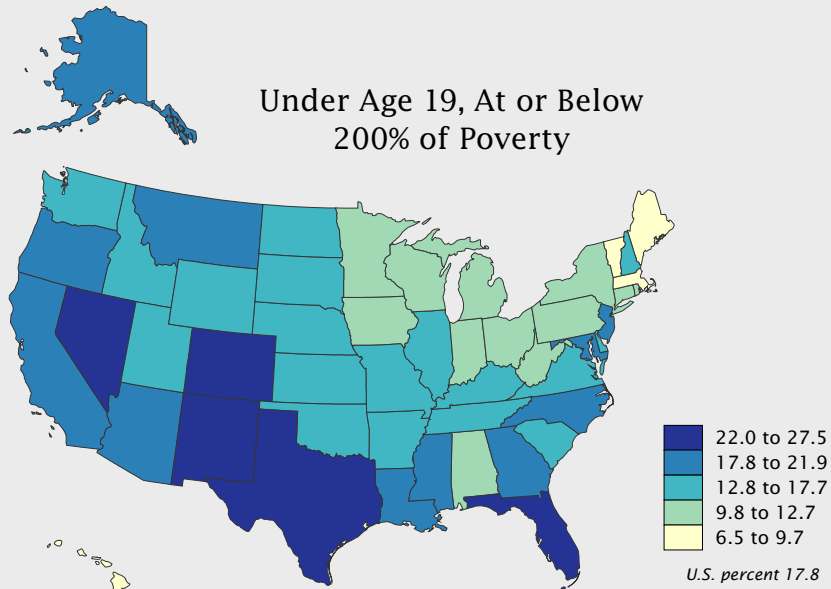 Under Age 19, At or Below
200% of Poverty
22.0 to 27.5
17.8 to 21.9
12.8 to 17.7
9.8 to 12.7
6.5 to 9.7
U.S. percent 17.8